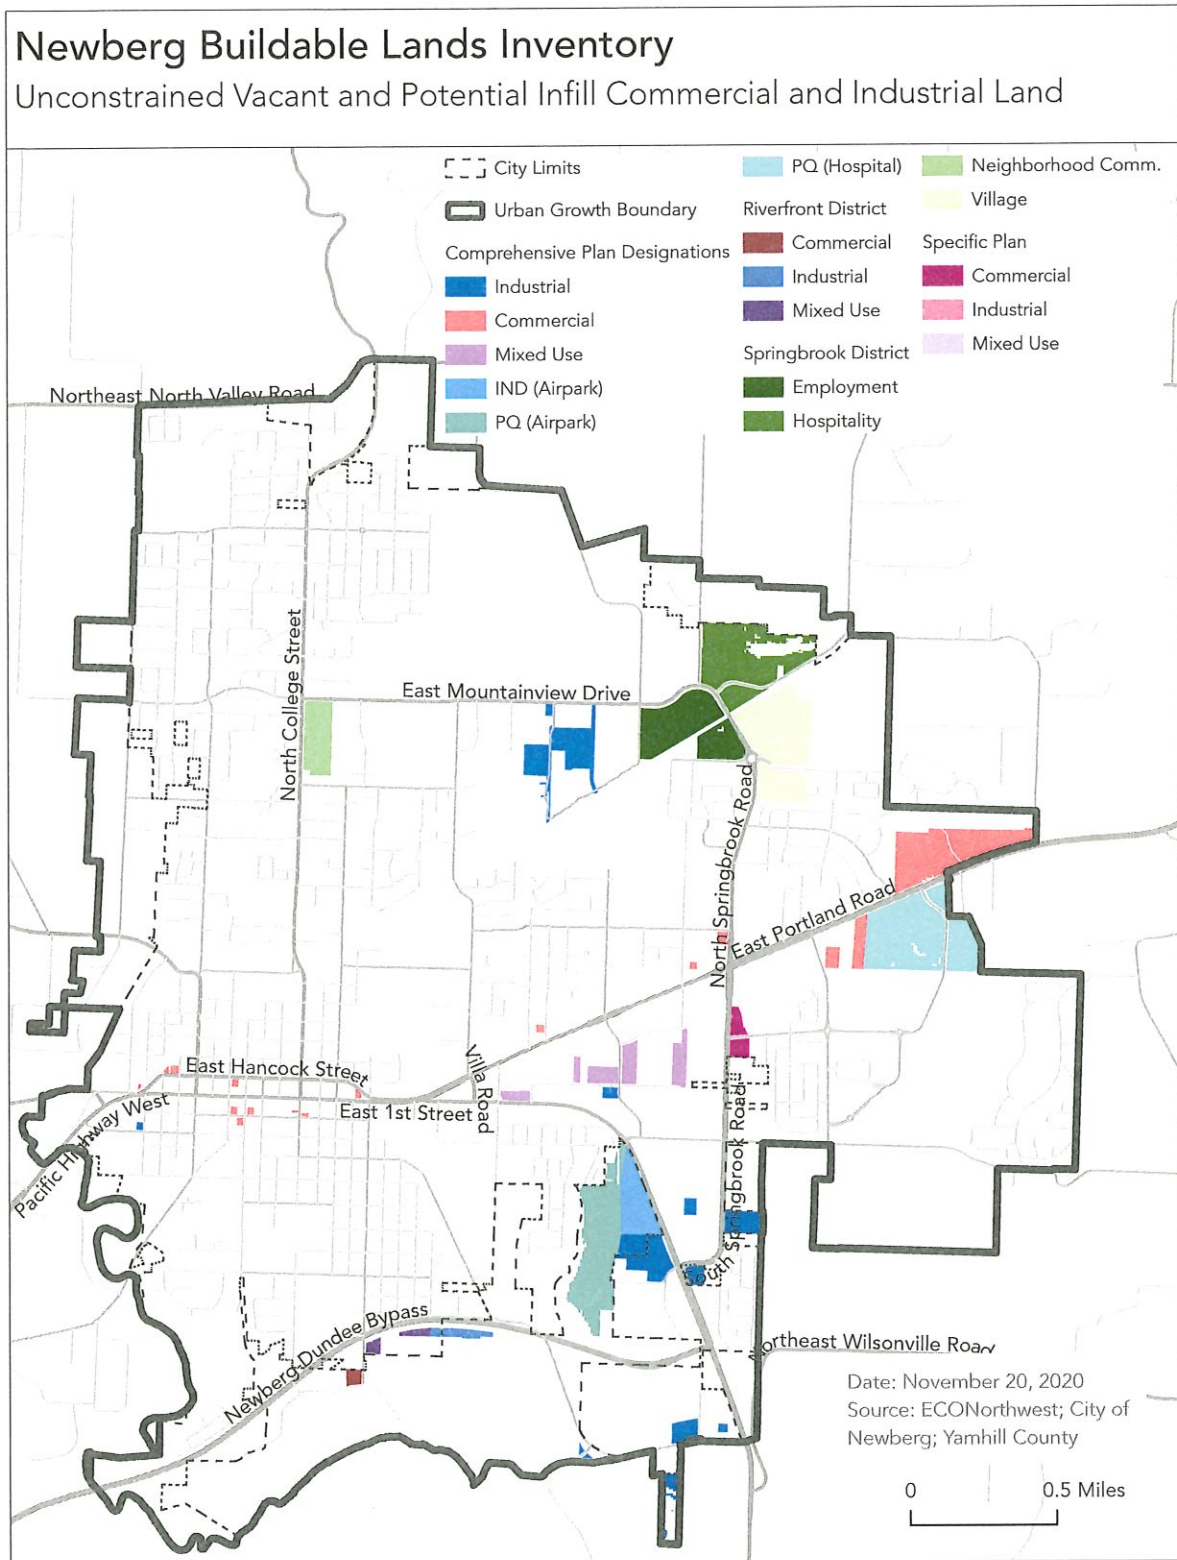 Newberg Buildable Lands Inventory
Unconstrained Vacant and Potential Infill Commercial and Industrial Land
City Limits
Urban Growth Boundary
Comprehensive Plan Designations
Industrial
Commercial
Mixed Use
IND (Airpark)
PQ (Airpark)
PQ (Hospital)
Riverfront District
Commercial
Industrial
Mixed Use
Springbrook District
Employment
Hospitality
Neighborhood Comm.
Village
Specific Plan
Commercial
Industrial
Mixed Use
Northeast North Valley Road
North College Street
East Mountainview Drive
North Springbrook Road
East Portland Road
Villa Road
East Hancock Street
East 1st Street
Pacific Highway West
South Springbrook Road
Newberg-Dundee Bypass
Northeast Wilsonville Road
Date: November 20, 2020
Source: ECONorthwest; City of
Newberg; Yamhill County
0 0.5 Miles